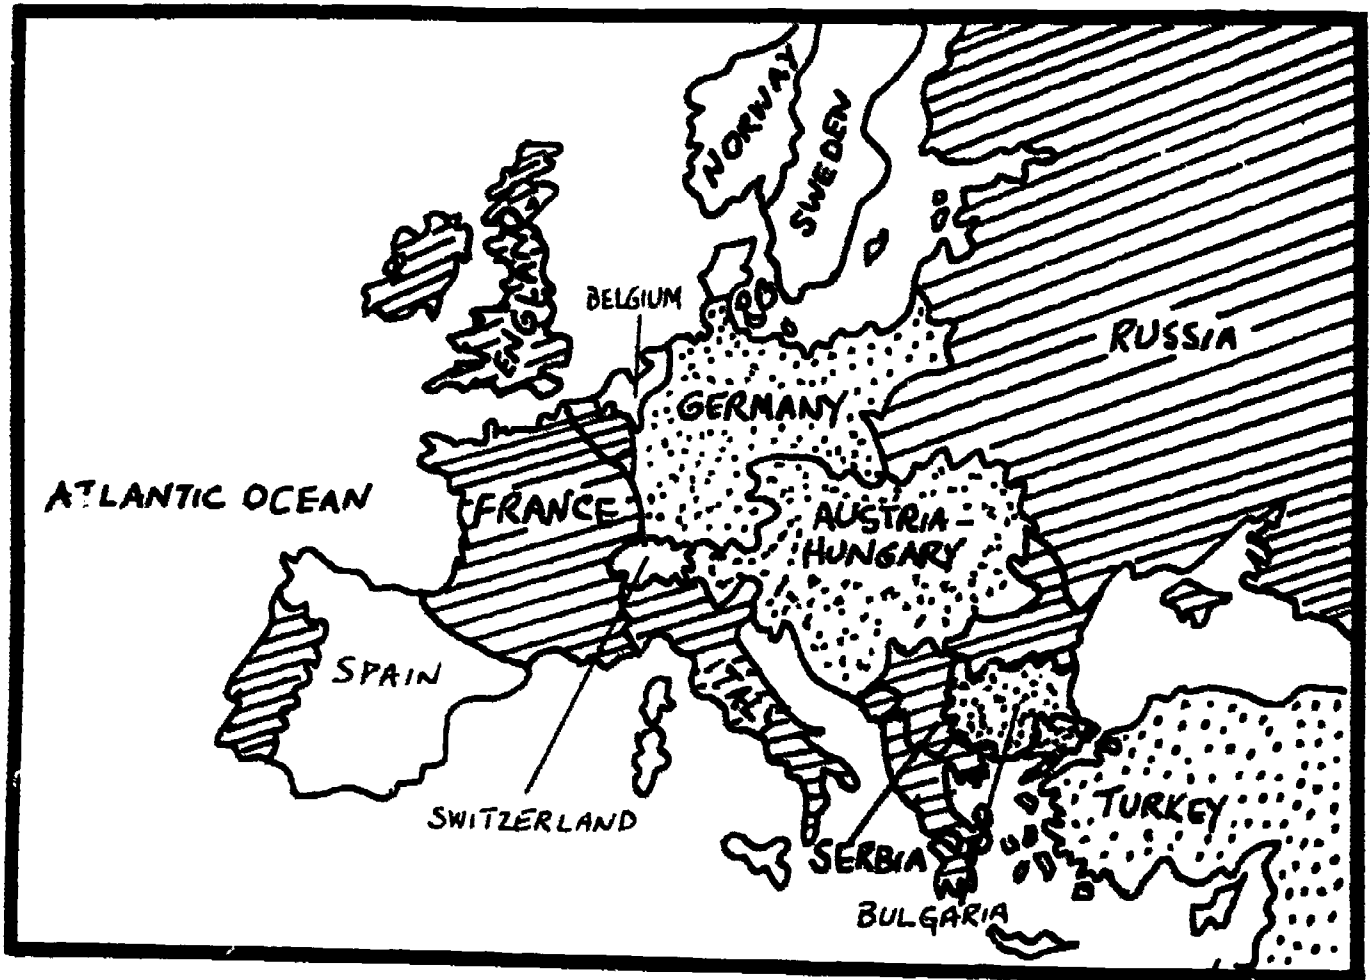 NORWAY
SWEDEN
ENGLAND
BELGIUM
RUSSIA
GERMANY
ATLANTIC OCEAN
FRANCE
AUSTRIA-
HUNGARY
SPAIN
ITALY
SWITZERLAND
TURKEY
SERBIA
BULGARIA